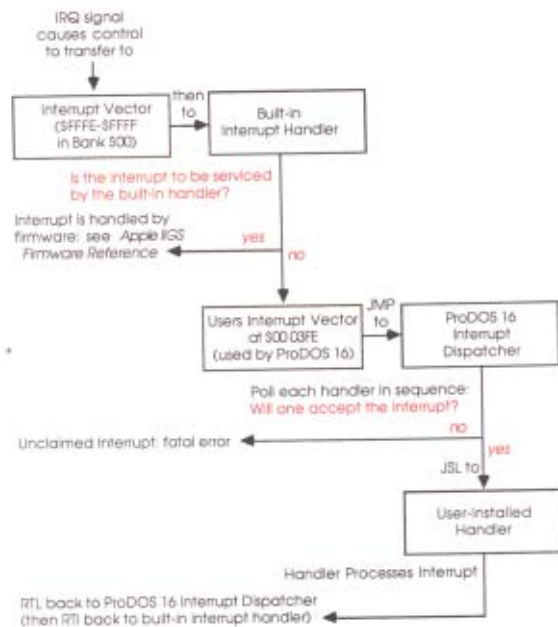 IRQ signal
causes control
to transfer to
Interrupt Vector
($FFFE-$FFFF
in Bank $00)
then
to
Built-in
Interrupt Handler
Is the interrupt to be serviced
by the built-in handler?
Interrupt is handled by
firmware: see Apple IIGS
Firmware Reference
yes
no
Users Interrupt Vector
at $00 03FE
(used by ProDOS 16)
JMP
to
ProDOS 16
Interrupt
Dispatcher
Poll each handler in sequence:
Will one accept the interrupt?
no
Unclaimed Interrupt: fatal error
yes
JSL to
User-installed
Handler
Handler Processes Interrupt
RTL back to ProDOS 16 Interrupt Dispatcher
(then RTI back to built-in interrupt handler)